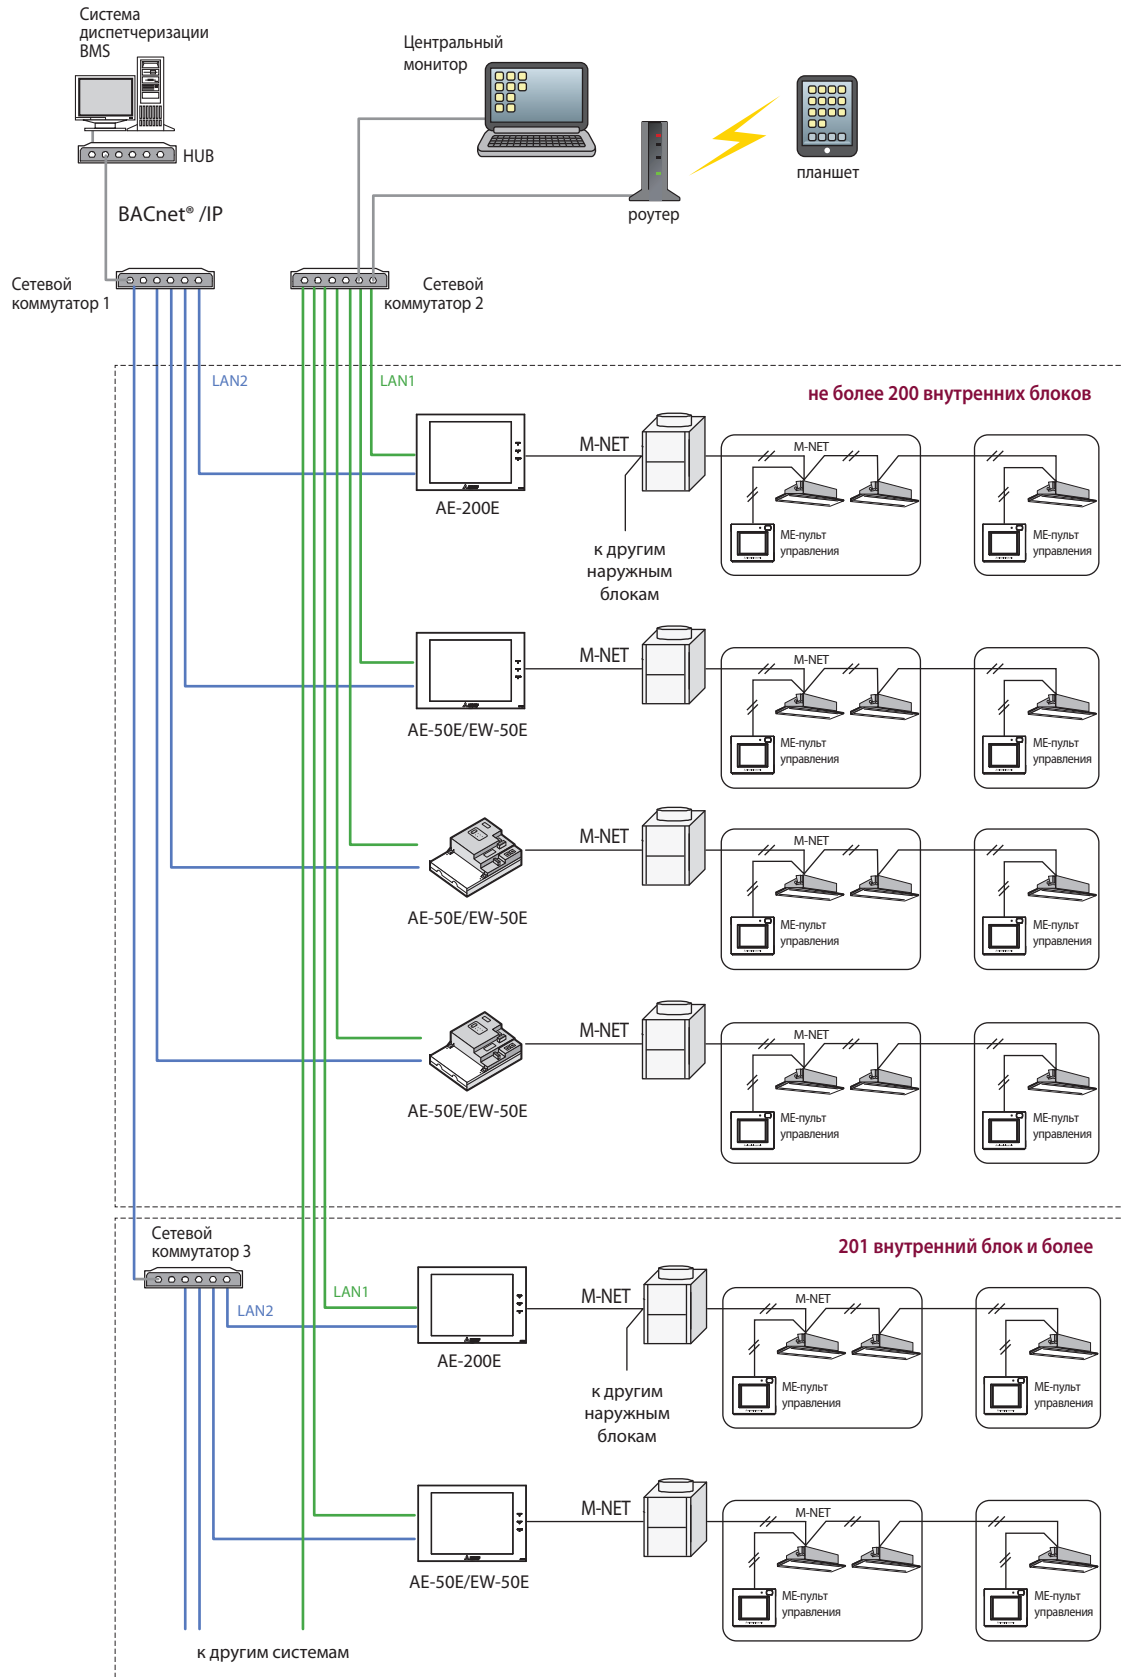 Система
диспетчеризации
BMS
HUB
BACnet® /IP
Центральный
монитор
роутер
планшет
Сетевой
коммутатор 1
Сетевой
коммутатор 2
LAN2
LAN1
не более 200 внутренних блоков
AE-200E
M-NET
к другим
наружным
блокам
M-NET
ME-пульт
управления
ME-пульт
управления
AE-50E/EW-50E
M-NET
M-NET
ME-пульт
управления
ME-пульт
управления
AE-50E/EW-50E
M-NET
M-NET
ME-пульт
управления
ME-пульт
управления
AE-50E/EW-50E
M-NET
M-NET
ME-пульт
управления
ME-пульт
управления
Сетевой
коммутатор 3
201 внутренний блок и более
LAN2
LAN1
AE-200E
M-NET
к другим
наружным
блокам
M-NET
ME-пульт
управления
ME-пульт
управления
AE-50E/EW-50E
M-NET
M-NET
ME-пульт
управления
ME-пульт
управления
к другим системам